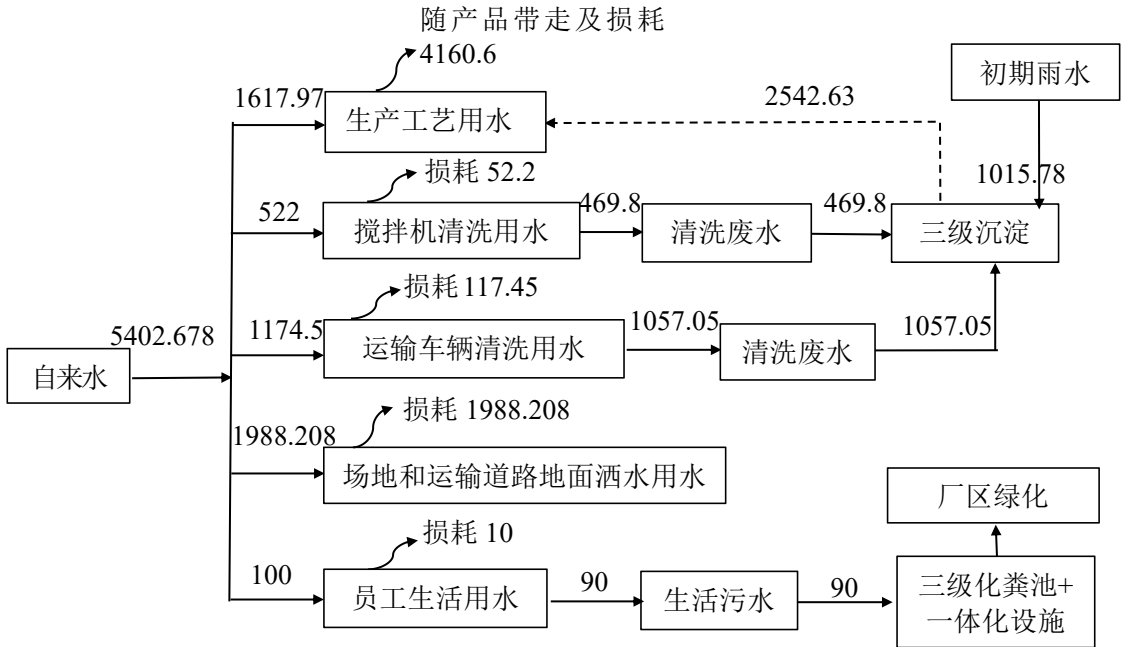 随产品带走及损耗
4160.6
初期雨水
1617.97
生产工艺用水
2542.63
1015.78
损耗 52.2
522
搅拌机清洗用水
469.8
清洗废水
469.8
三级沉淀
损耗 117.45
5402.678
1174.5
运输车辆清洗用水
1057.05
清洗废水
1057.05
自来水
损耗 1988.208
1988.208
场地和运输道路地面洒水用水
厂区绿化
损耗 10
100
员工生活用水
90
生活污水
90
三级化粪池+
一体化设施